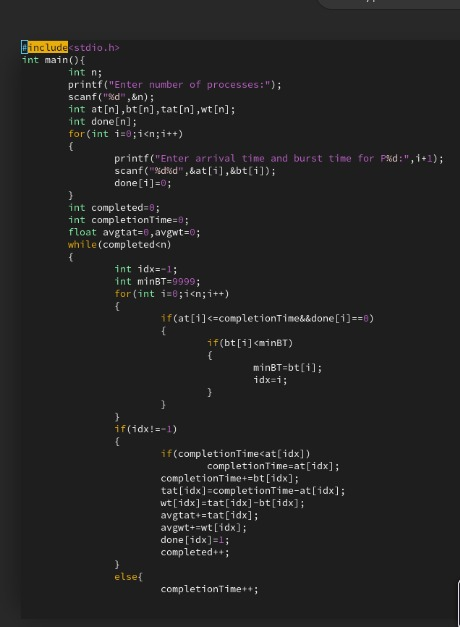 #include<stdio.h>
int main(){
int n;
printf("Enter number of processes:");
scanf("%d",&n);
int at[n],bt[n],tat[n],wt[n];
int done[n];
for(int i=0;i<n;i++)
{
printf("Enter arrival time and burst time for P%d:",i+1);
scanf("%d%d",&at[i],&bt[i]);
done[i]=0;
}
int completed=0;
int completionTime=0;
float avgtat=0,avgwt=0;
while(completed<n)
{
int idx=-1;
int minBT=9999;
for(int i=0;i<n;i++)
{
if(at[i]<=completionTime&&done[i]==0)
{
if(bt[i]<minBT)
{
minBT=bt[i];
idx=i;
}
}
}
if(idx!=-1)
{
if(completionTime<at[idx])
completionTime=at[idx];
completionTime+=bt[idx];
tat[idx]=completionTime-at[idx];
wt[idx]=tat[idx]-bt[idx];
avgtat+=tat[idx];
avgwt+=wt[idx];
done[idx]=1;
completed++;
}
else{
completionTime++;